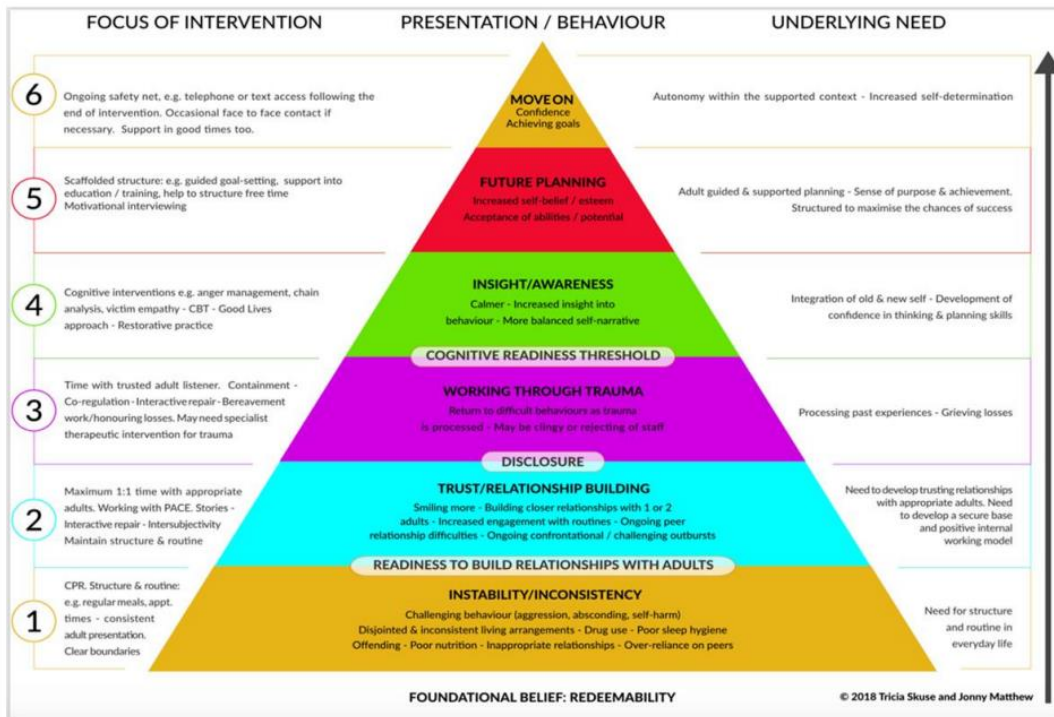 FOCUS OF INTERVENTION
PRESENTATION / BEHAVIOUR
UNDERLYING NEED
6
Ongoing safety net, e.g. telephone or text access following the
end of intervention. Occasional face to face contact if
necessary. Support in good times too.
MOVE ON
Confidence
Achieving goals
Autonomy within the supported context - Increased self-determination
5
Scaffolded structure: e.g. guided goal-setting, support into
education / training, help to structure free time
Motivational interviewing
FUTURE PLANNING
Increased self-belief / esteem
Acceptance of abilities / potential
Adult guided & supported planning - Sense of purpose & achievement.
Structured to maximise the chances of success
4
Cognitive interventions e.g. anger management, chain
analysis, victim empathy - CBT - Good Lives
approach - Restorative practice
INSIGHT/AWARENESS
Calmer - Increased insight into
behaviour - More balanced self-narrative
Integration of old & new self - Development of
confidence in thinking & planning skills
COGNITIVE READINESS THRESHOLD
3
Time with trusted adult listener. Containment -
Co-regulation - Interactive repair - Bereavement
work/honouring losses. May need specialist
therapeutic intervention for trauma
WORKING THROUGH TRAUMA
Return to difficult behaviours as trauma
is processed - May be clingy or rejecting of staff
Processing past experiences - Grieving losses
DISCLOSURE
2
Maximum 1:1 time with appropriate
adults. Working with PACE. Stories -
Interactive repair - Intersubjectivity
Maintain structure & routine
TRUST/RELATIONSHIP BUILDING
Smiling more - Building closer relationships with 1 or 2
adults - Increased engagement with routines - Ongoing peer
relationship difficulties - Ongoing confrontational / challenging outbursts
Need to develop trusting relationships
with appropriate adults. Need
to develop a secure base
and positive internal
working model
READINESS TO BUILD RELATIONSHIPS WITH ADULTS
1
CPR. Structure & routine:
e.g. regular meals, appt.
times - consistent
adult presentation.
Clear boundaries
INSTABILITY/INCONSISTENCY
Challenging behaviour (aggression, absconding, self-harm)
Disjointed & inconsistent living arrangements - Drug use - Poor sleep hygiene
Offending - Poor nutrition - Inappropriate relationships - Over-reliance on peers
Need for structure
and routine in
everyday life
FOUNDATIONAL BELIEF: REDEEMABILITY
© 2018 Tricia Skuse and Jonny Matthew